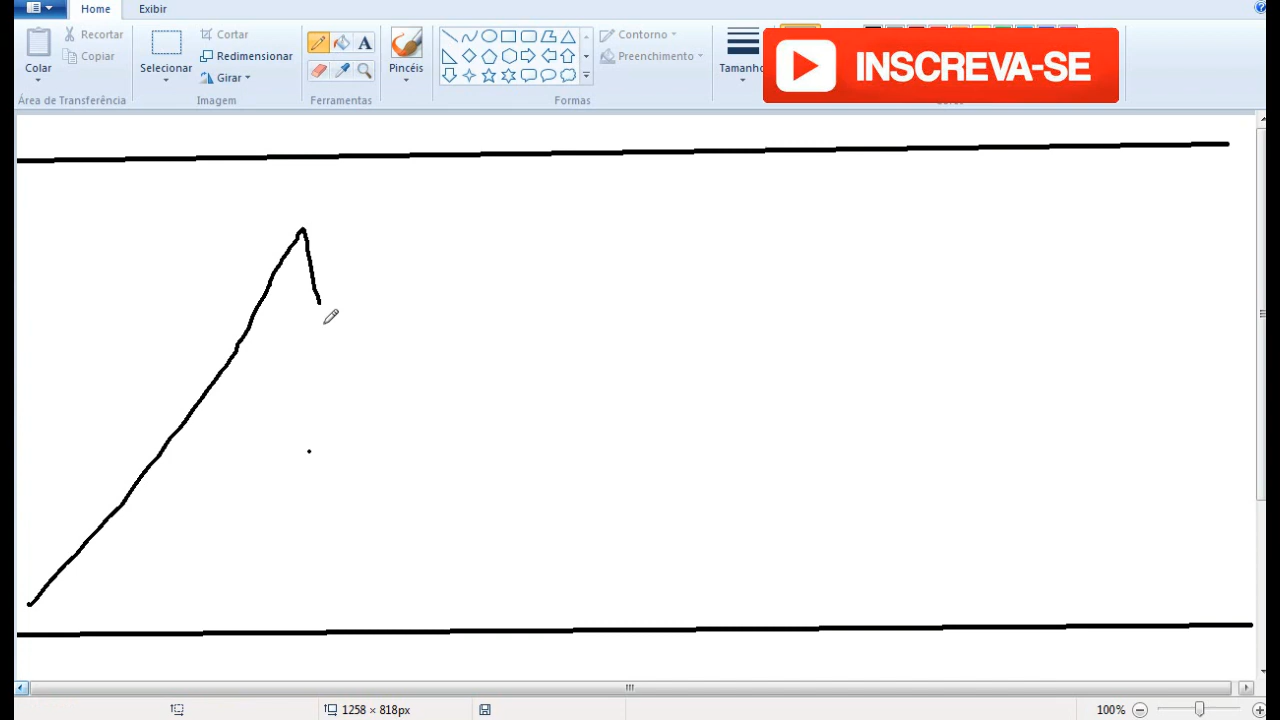 Home Exibir
Colar
Recortar
Copiar
Área de Transferência
Selecionar
Cortar
Redimensionar
Girar
Imagem
A
Ferramentas
Pincéis
Contorno
Preenchimento
Formas
Tamanho
INSCREVA-SE
1258 × 818px
100%